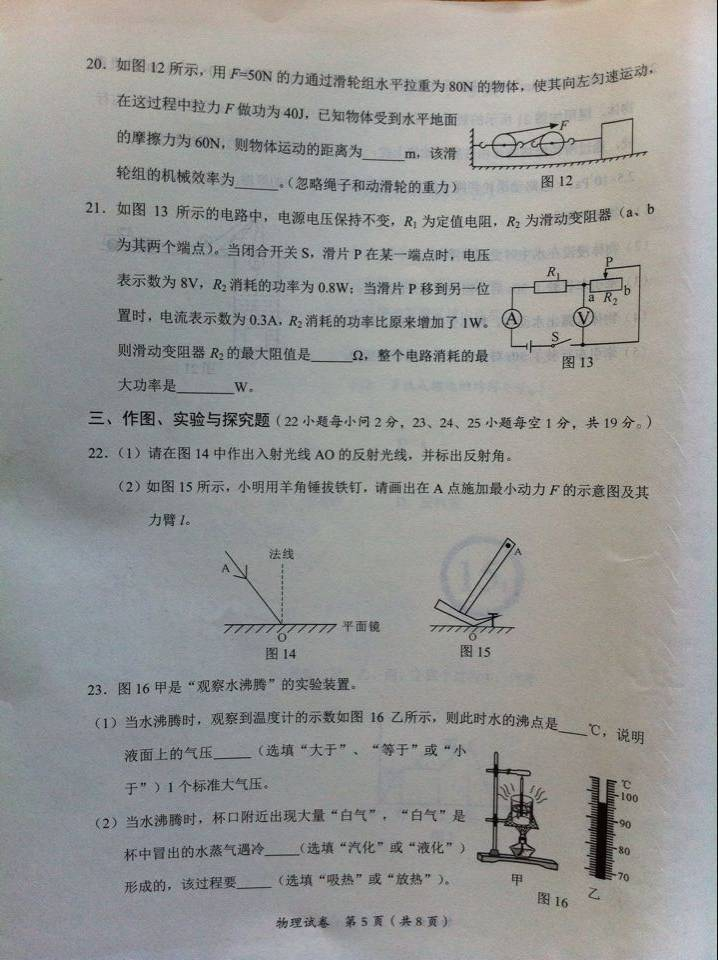 20．如图 12 所示，用 F=50N 的力通过滑轮组水平拉重为 80N 的物体，使其向左匀速运动，
在这过程中拉力 F 做功为 40J，已知物体受到水平地面
的摩擦力为 60N，则物体运动的距离为_____m，该滑
轮组的机械效率为______。（忽略绳子和动滑轮的重力）
F
图 12
21．如图 13 所示的电路中，电源电压保持不变，R₁ 为定值电阻，R₂ 为滑动变阻器（a、b
为其两个端点）。当闭合开关 S，滑片 P 在某一端点时，电压
表示数为 8V，R₂ 消耗的功率为 0.8W；当滑片 P 移到另一位
置时，电流表示数为 0.3A，R₂ 消耗的功率比原来增加了 1W。
则滑动变阻器 R₂ 的最大阻值是______Ω，整个电路消耗的最
大功率是________W。
R₁
P
a R₂ b
A
V
S
图 13
三、作图、实验与探究题（22 小题每小问 2 分，23、24、25 小题每空 1 分，共 19 分。）
22．（1）请在图 14 中作出入射光线 AO 的反射光线，并标出反射角。
（2）如图 15 所示，小明用羊角锤拔铁钉，请画出在 A 点施加最小动力 F 的示意图及其
力臂 l。
法线
A
平面镜
O
图 14
A
O
图 15
23．图 16 甲是“观察水沸腾”的实验装置。
（1）当水沸腾时，观察到温度计的示数如图 16 乙所示，则此时水的沸点是____℃，说明
液面上的气压_____（选填“大于”、“等于”或“小
于”）1 个标准大气压。
（2）当水沸腾时，杯口附近出现大量“白气”，“白气”是
杯中冒出的水蒸气遇冷_____（选填“汽化”或“液化”）
形成的，该过程要_____（选填“吸热”或“放热”）。
℃
100
90
80
70
甲
乙
图 16
物理试卷 第 5 页（共 8 页）